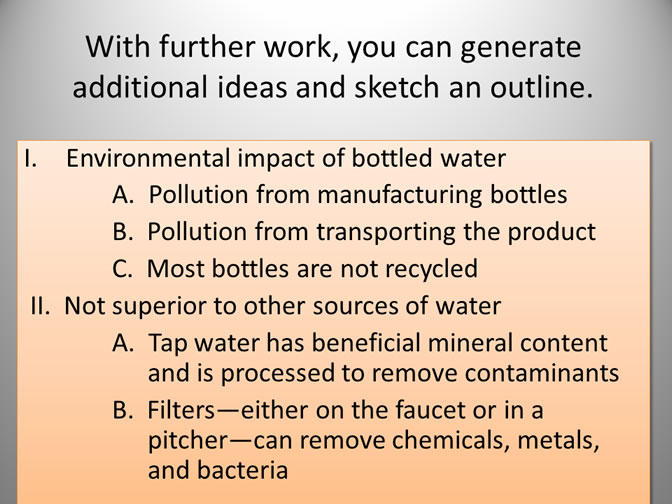 With further work, you can generate
additional ideas and sketch an outline.
I. Environmental impact of bottled water
A. Pollution from manufacturing bottles
B. Pollution from transporting the product
C. Most bottles are not recycled
II. Not superior to other sources of water
A. Tap water has beneficial mineral content
and is processed to remove contaminants
B. Filters—either on the faucet or in a
pitcher—can remove chemicals, metals,
and bacteria